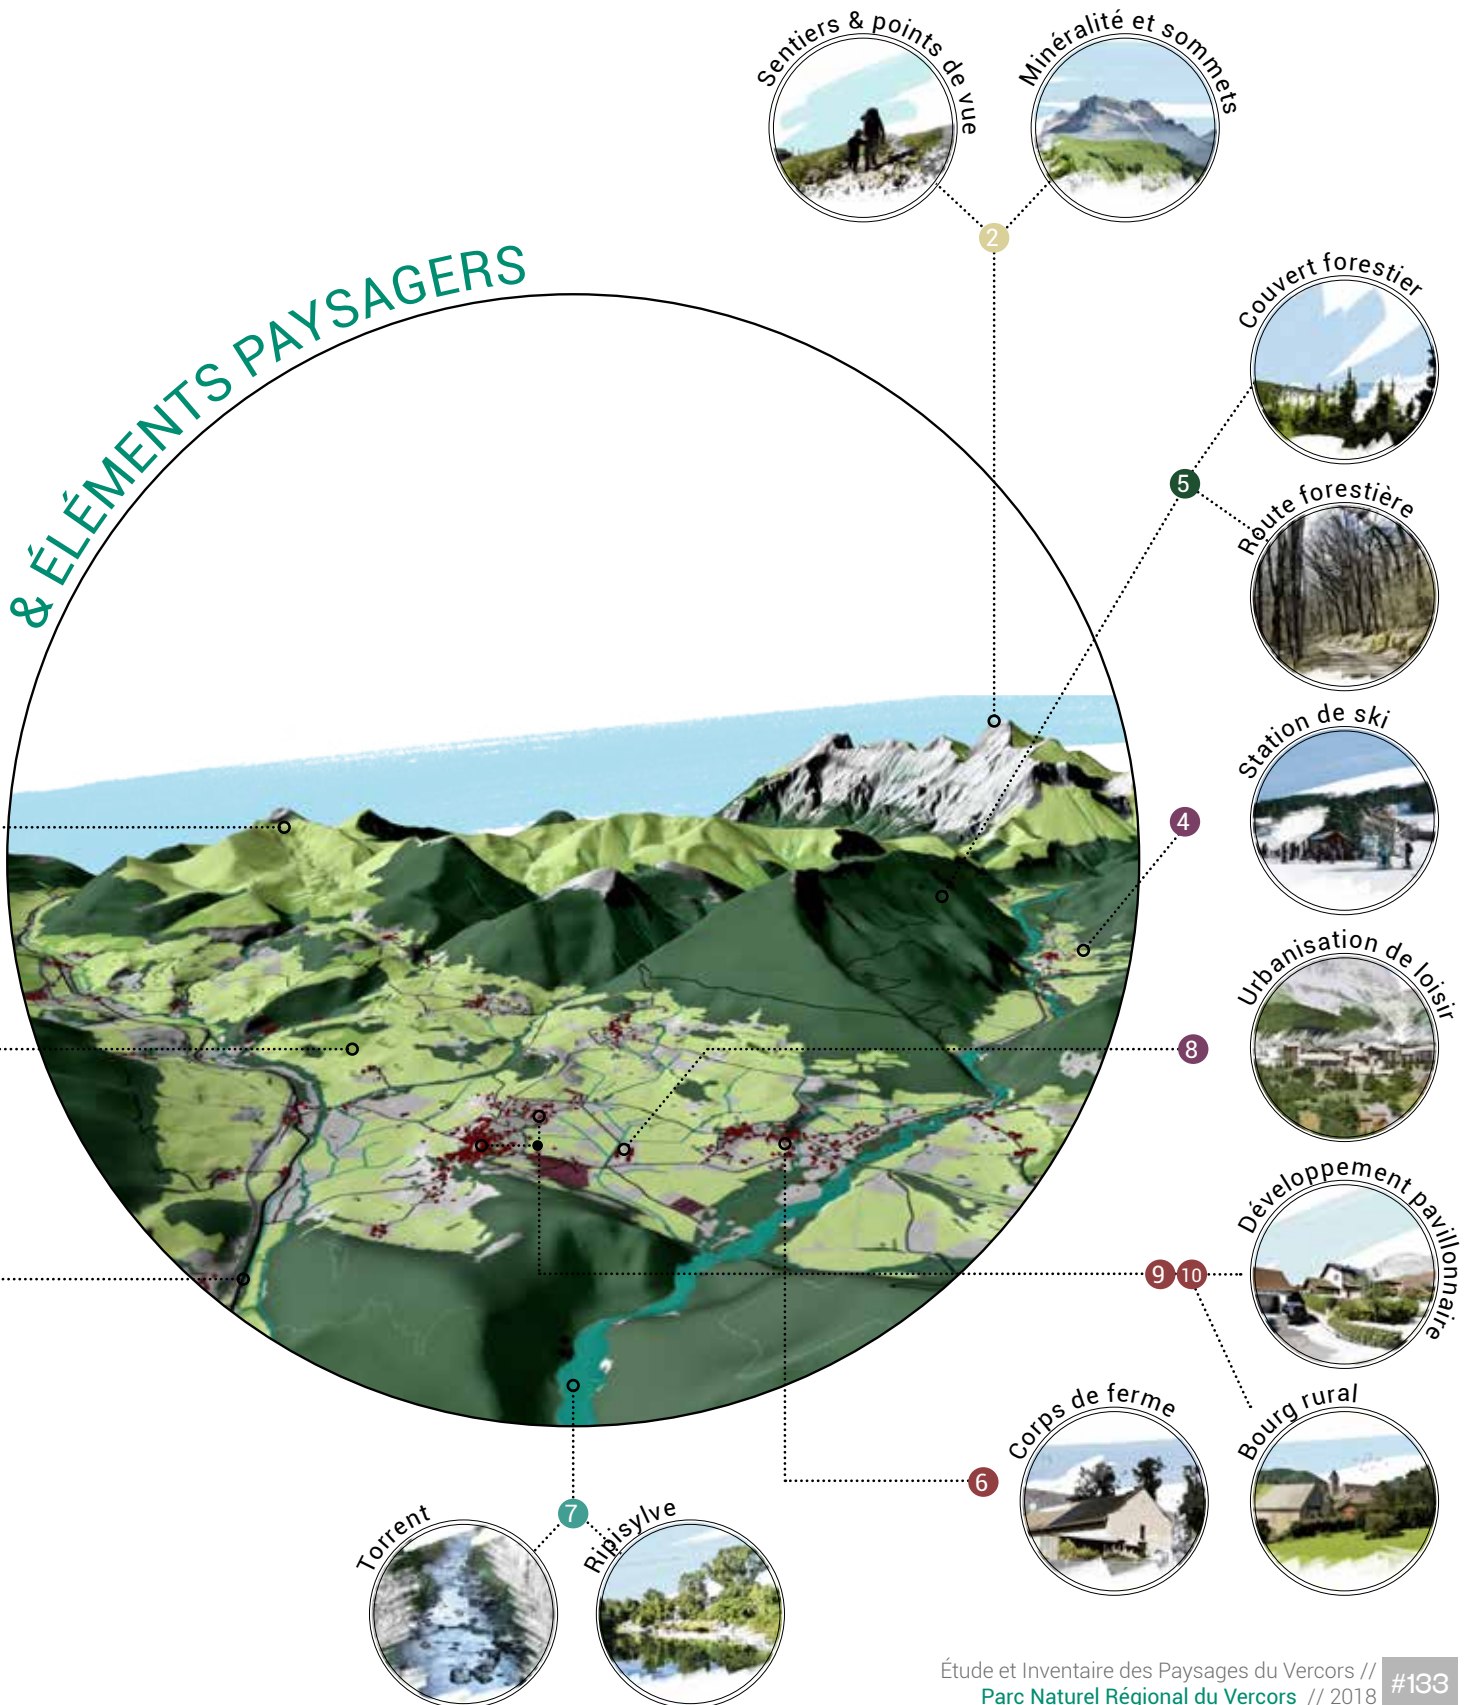 Sentiers & points de vue
Minéralité et sommets
2
& ÉLÉMENTS PAYSAGERS
Couvert forestier
5
Route forestière
Station de ski
4
Urbanisation de loisir
8
Développement pavillonnaire
9
10
Corps de ferme
Bourg rural
6
7
Torrent
Ripisylve
Étude et Inventaire des Paysages du Vercors //
Parc Naturel Régional du Vercors // 2018
#133